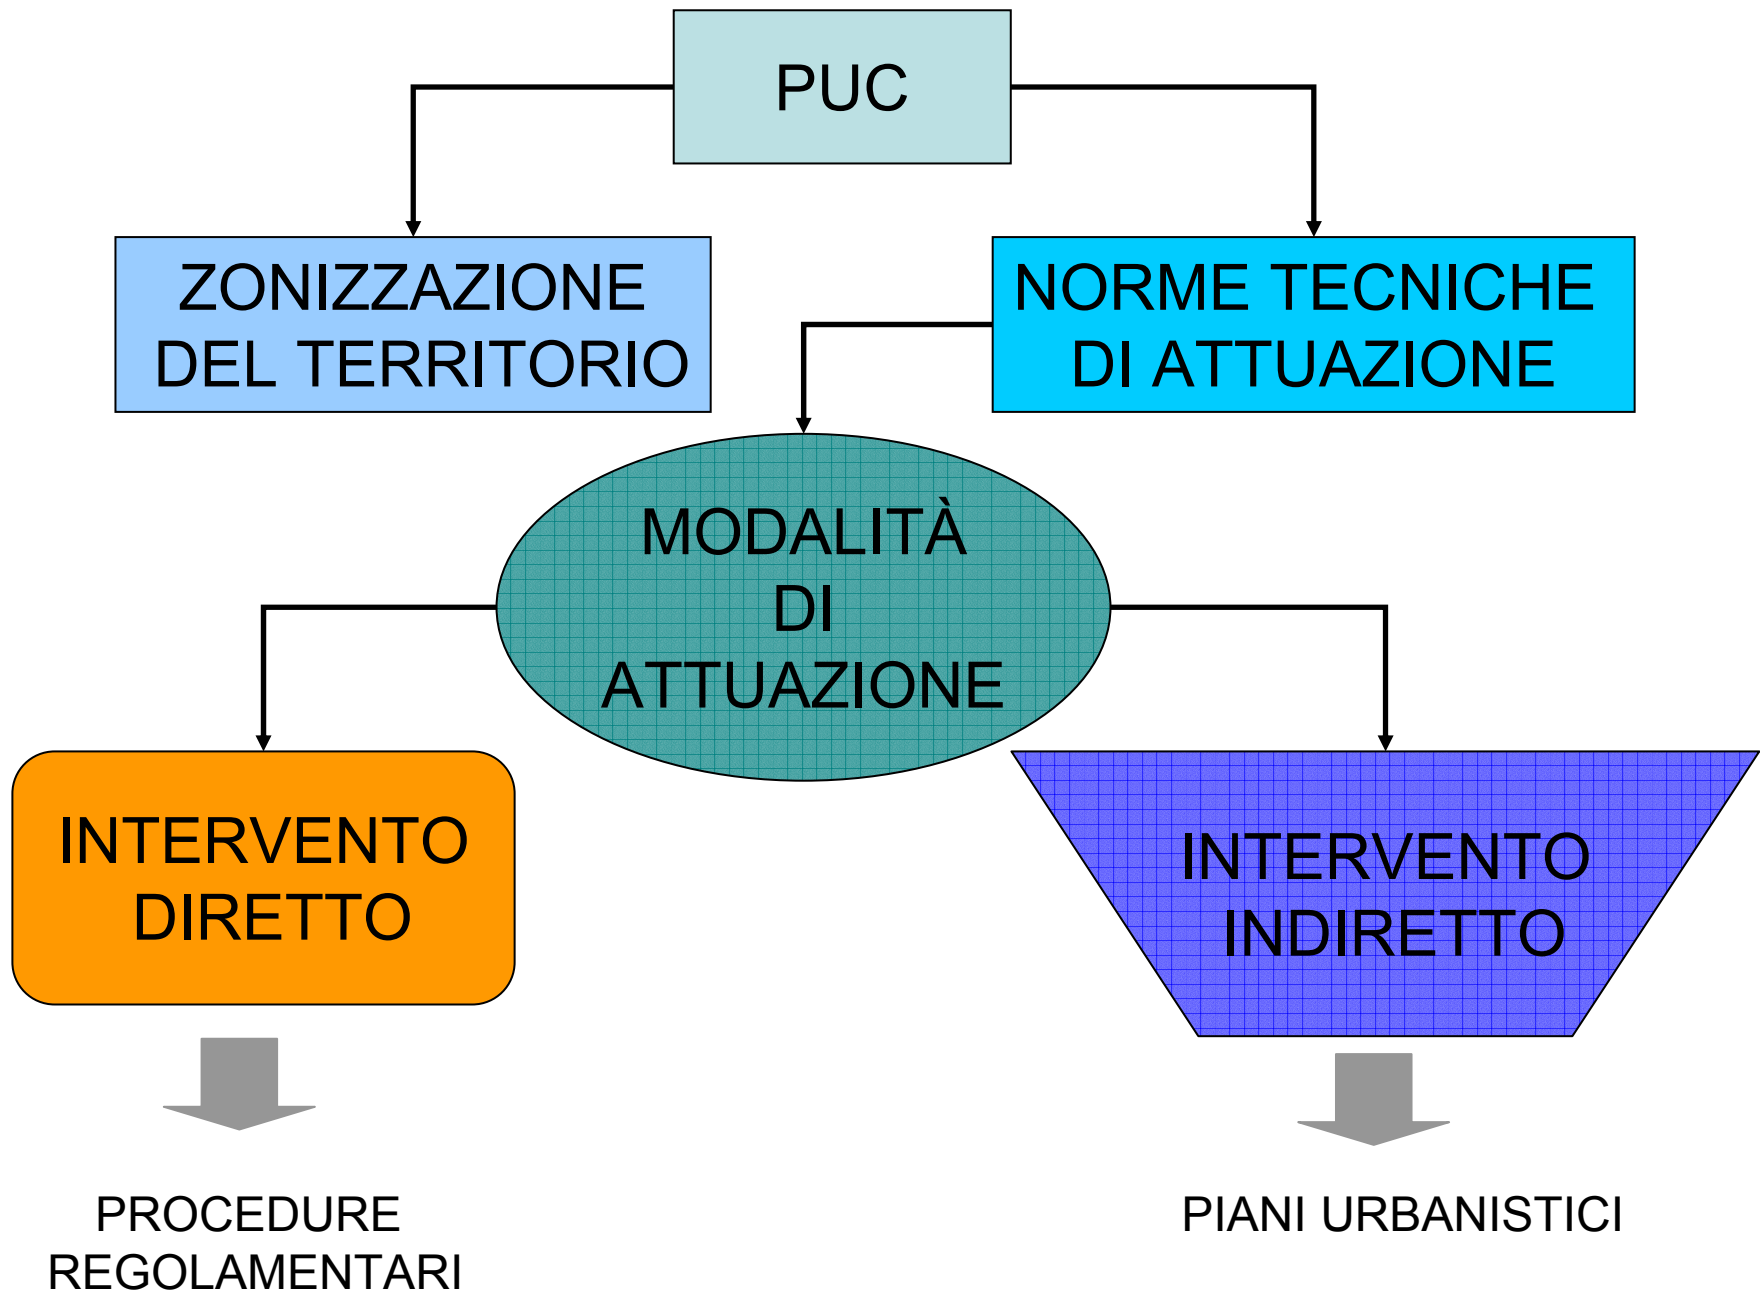 PUC
ZONIZZAZIONE
DEL TERRITORIO
NORME TECNICHE
DI ATTUAZIONE
MODALITÀ
DI
ATTUAZIONE
INTERVENTO
DIRETTO
INTERVENTO
INDIRETTO
PROCEDURE
REGOLAMENTARI
PIANI URBANISTICI